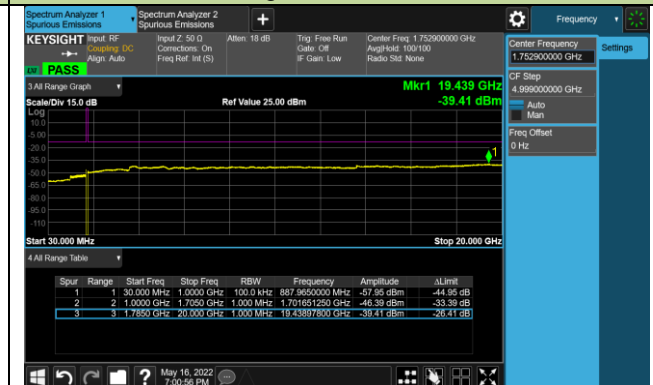 Spectrum Analyzer 1
Spurious Emissions
Spectrum Analyzer 2
Spurious Emissions
+
Frequency
KEYSIGHT Input: RF
Coupling: DC
Align: Auto
Input Z: 50 Ω
Corrections: On
Freq Ref: Int (S)
Atten: 18 dB
Trig: Free Run
Gate: Off
IF Gain: Low
Center Freq: 1.752900000 GHz
Avg|Hold: 100/100
Radio Std: None
LXI PASS
Center Frequency
1.752900000 GHz
Settings
CF Step
4.999000000 GHz
Auto
Man
Freq Offset
0 Hz
3 All Range Graph
Mkr1 19.439 GHz
Scale/Div 15.0 dB
Ref Value 25.00 dBm
-39.41 dBm
Log
10.0
-5.00
-20.0
-35.0
-50.0
-65.0
-80.0
-95.0
-110
1
Start 30.000 MHz
Stop 20.000 GHz
4 All Range Table
Spur Range Start Freq Stop Freq RBW Frequency Amplitude ΔLimit
1 1 30.000 MHz 1.0000 GHz 100.0 kHz 887.9650000 MHz -57.95 dBm -44.95 dB
2 2 1.0000 GHz 1.7050 GHz 1.000 MHz 1.701651250 GHz -46.39 dBm -33.39 dB
3 3 1.7850 GHz 20.000 GHz 1.000 MHz 19.43897800 GHz -39.41 dBm -26.41 dB
?
May 16, 2022
7:00:56 PM